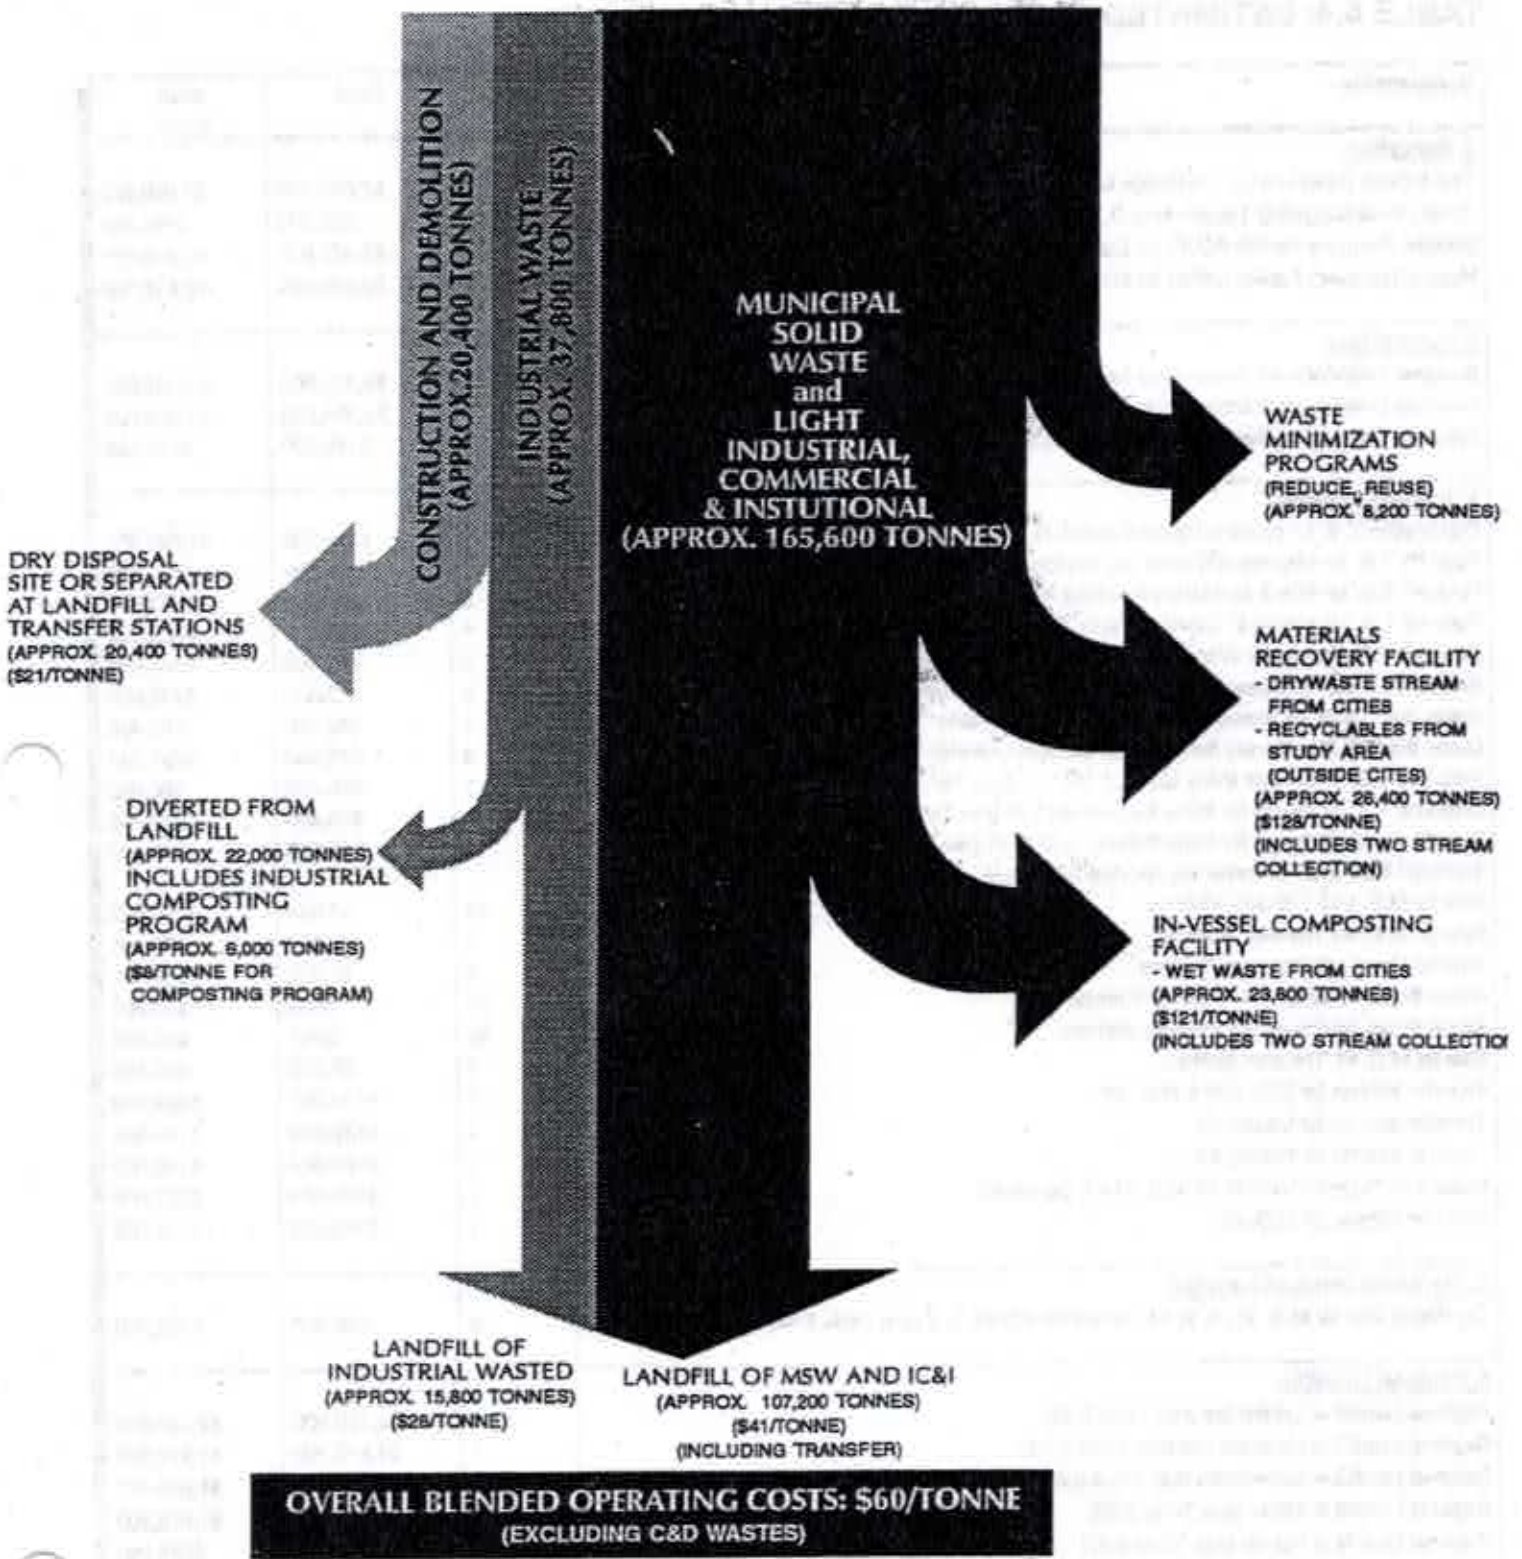 CONSTRUCTION AND DEMOLITION
(APPROX.20,400 TONNES)
INDUSTRIAL WASTE
(APPROX. 37,800 TONNES)
MUNICIPAL
SOLID
WASTE
and
LIGHT
INDUSTRIAL,
COMMERCIAL
& INSTUTIONAL
(APPROX. 165,600 TONNES)
WASTE
MINIMIZATION
PROGRAMS
(REDUCE, REUSE)
(APPROX. 8,200 TONNES)
DRY DISPOSAL
SITE OR SEPARATED
AT LANDFILL AND
TRANSFER STATIONS
(APPROX. 20,400 TONNES)
($21/TONNE)
MATERIALS
RECOVERY FACILITY
- DRYWASTE STREAM
FROM CITIES
- RECYCLABLES FROM
STUDY AREA
(OUTSIDE CITES)
(APPROX. 26,400 TONNES)
($128/TONNE)
(INCLUDES TWO STREAM
COLLECTION)
DIVERTED FROM
LANDFILL
(APPROX. 22,000 TONNES)
INCLUDES INDUSTRIAL
COMPOSTING
PROGRAM
(APPROX. 6,000 TONNES)
($8/TONNE FOR
COMPOSTING PROGRAM)
IN-VESSEL COMPOSTING
FACILITY
- WET WASTE FROM CITIES
(APPROX. 23,800 TONNES)
($121/TONNE)
(INCLUDES TWO STREAM COLLECTIO
LANDFILL OF
INDUSTRIAL WASTED
(APPROX. 15,800 TONNES)
($28/TONNE)
LANDFILL OF MSW AND IC&I
(APPROX. 107,200 TONNES)
($41/TONNE)
(INCLUDING TRANSFER)
OVERALL BLENDED OPERATING COSTS: $60/TONNE
(EXCLUDING C&D WASTES)